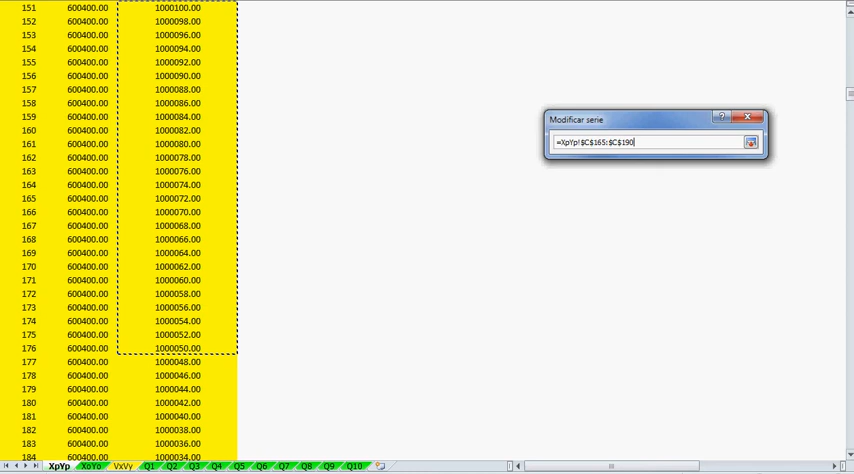 151 600400.00 1000100.00
152 600400.00 1000098.00
153 600400.00 1000096.00
154 600400.00 1000094.00
155 600400.00 1000092.00
156 600400.00 1000090.00
157 600400.00 1000088.00
158 600400.00 1000086.00
159 600400.00 1000084.00
160 600400.00 1000082.00
161 600400.00 1000080.00
162 600400.00 1000078.00
163 600400.00 1000076.00
164 600400.00 1000074.00
165 600400.00 1000072.00
166 600400.00 1000070.00
167 600400.00 1000068.00
168 600400.00 1000066.00
169 600400.00 1000064.00
170 600400.00 1000062.00
171 600400.00 1000060.00
172 600400.00 1000058.00
173 600400.00 1000056.00
174 600400.00 1000054.00
175 600400.00 1000052.00
176 600400.00 1000050.00
177 600400.00 1000048.00
178 600400.00 1000046.00
179 600400.00 1000044.00
180 600400.00 1000042.00
181 600400.00 1000040.00
182 600400.00 1000038.00
183 600400.00 1000036.00
184 600400.00 1000034.00
Modificar serie
=XpYp!$C$165:$C$190
XpYp XoYo VxVy Q1 Q2 Q3 Q4 Q5 Q6 Q7 Q8 Q9 Q10